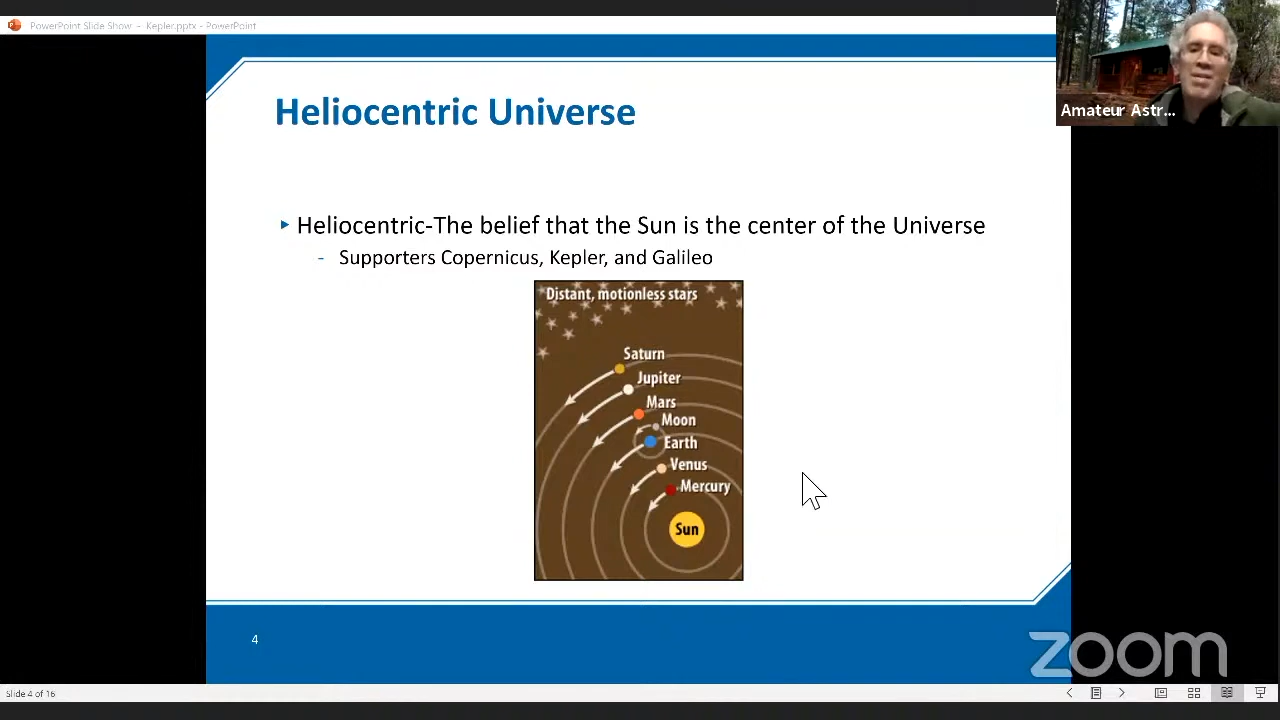 PowerPoint Slide Show - Kepler.pptx - PowerPoint
Amateur Astr...
Heliocentric Universe
Heliocentric-The belief that the Sun is the center of the Universe
- Supporters Copernicus, Kepler, and Galileo
Distant, motionless stars
Saturn
Jupiter
Mars
Moon
Earth
Venus
Mercury
Sun
4
zoom
Slide 4 of 16